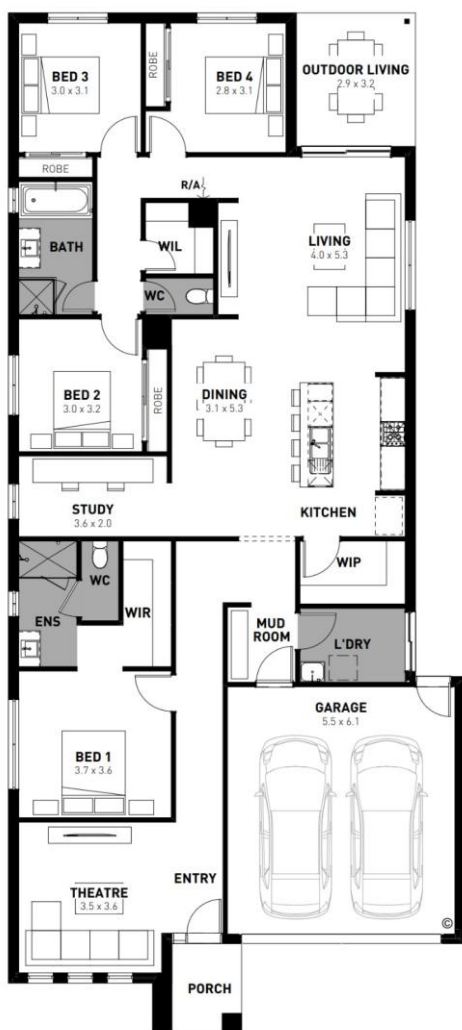 BED 3
3.0 x 3.1
ROBE
BED 4
2.8 x 3.1
OUTDOOR LIVING
2.9 x 3.2
ROBE
R/A
BATH
WIL
LIVING
4.0 x 5.3
WC
BED 2
3.0 x 3.2
ROBE
DINING
3.1 x 5.3
STUDY
3.6 x 2.0
KITCHEN
WC
WIP
ENS
WIR
MUD
ROOM
L'DRY
GARAGE
5.5 x 6.1
BED 1
3.7 x 3.6
ENTRY
THEATRE
3.5 x 3.6
©
PORCH